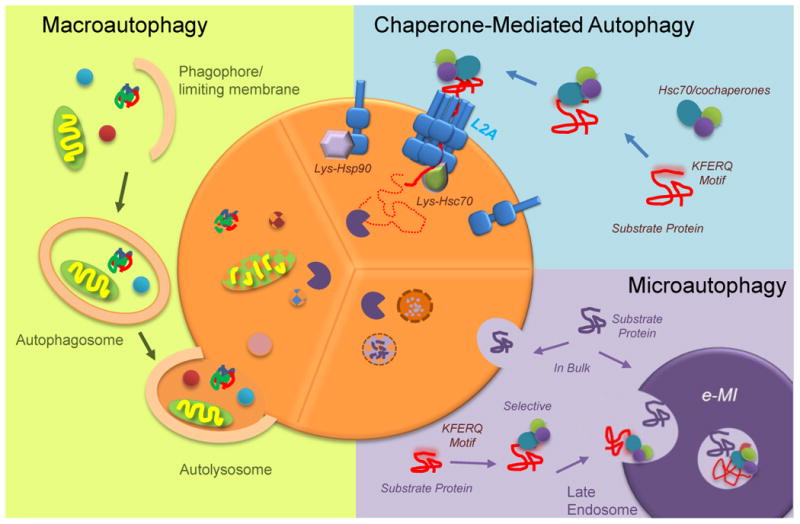 Macroautophagy
Phagophore/
limiting membrane
Autophagosome
Autolysosome
Chaperone-Mediated Autophagy
Hsc70/cochaperones
L2A
Lys-Hsp90
Lys-Hsc70
KFERQ
Motif
Substrate Protein
Microautophagy
Substrate
Protein
In Bulk
e-MI
Selective
KFERQ
Motif
Substrate Protein
Late
Endosome